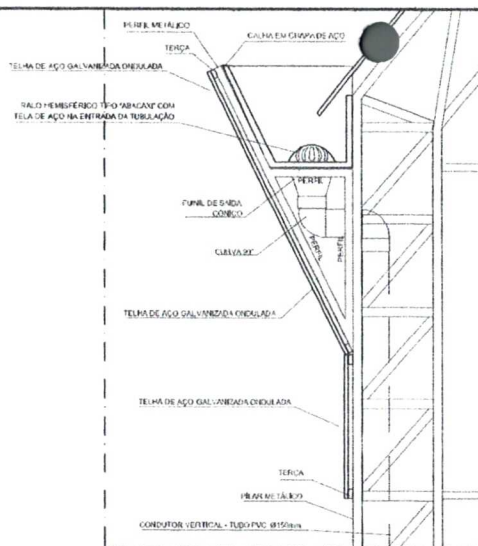 PERFIL METÁLICO
CALHA EM CHAPA DE AÇO
TERÇA
TELHA DE AÇO GALVANIZADA ONDULADA
RALO HEMISFÉRICO TIPO "ABACAXI" COM
TELA DE AÇO NA ENTRADA DA TUBULAÇÃO
PERFIL
FUNIL DE SAÍDA
CÔNICO
CURVA 90°
PERFIL
PERFIL
TELHA DE AÇO GALVANIZADA ONDULADA
TELHA DE AÇO GALVANIZADA ONDULADA
TERÇA
PILAR METÁLICO
CONDUTOR VERTICAL - TUBO PVC Ø150mm